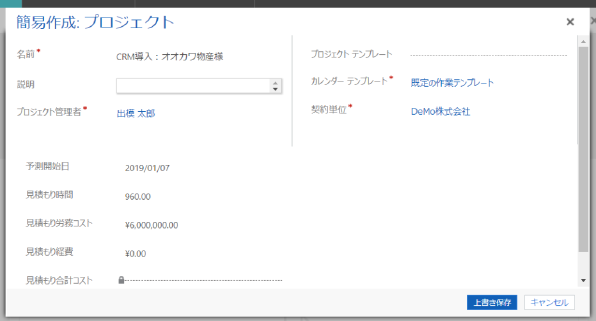 簡易作成: プロジェクト
名前*
CRM導入：オオカワ物産様
説明
プロジェクト管理者*
出模 太郎
プロジェクト テンプレート
カレンダー テンプレート*
既定の作業テンプレート
契約単位*
DeMo株式会社
予測開始日
2019/01/07
見積もり時間
960.00
見積もり労務コスト
¥6,000,000.00
見積もり経費
¥0.00
見積もり合計コスト
上書き保存
キャンセル